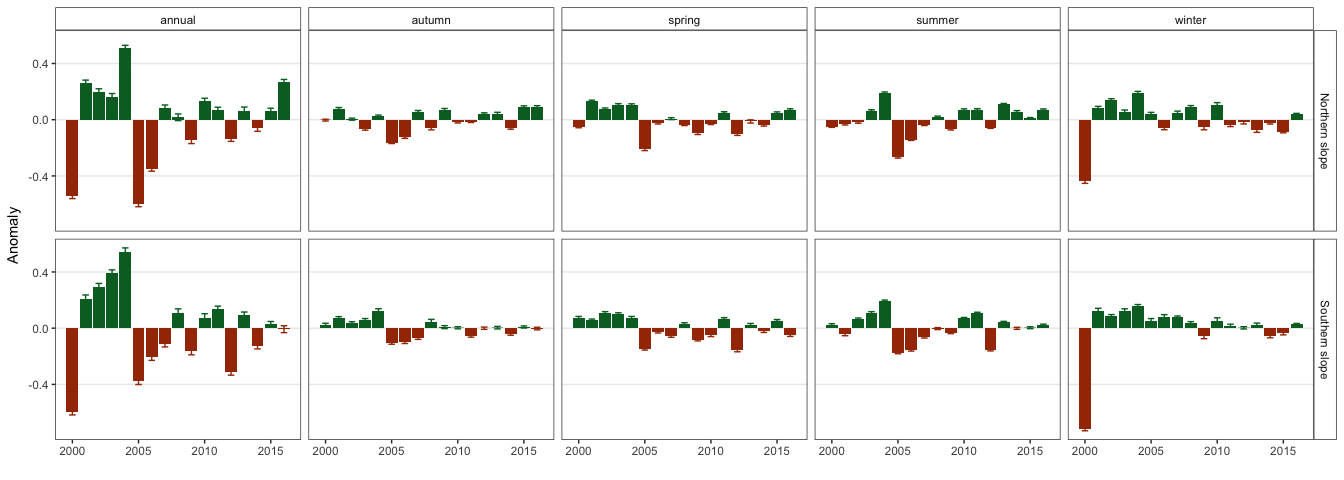 annual autumn spring summer winter
0.4
0.0
-0.4
Northern slope
Anomaly
0.4
0.0
-0.4
Southern slope
2000 2005 2010 2015 2000 2005 2010 2015 2000 2005 2010 2015 2000 2005 2010 2015 2000 2005 2010 2015